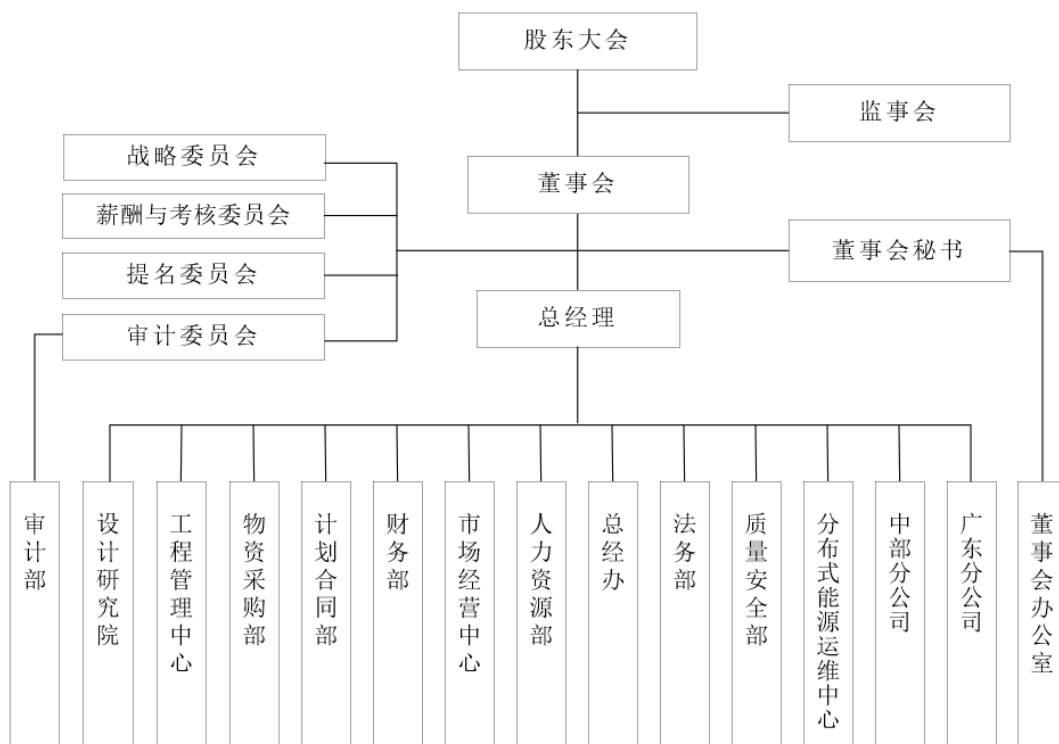 股东大会
监事会
战略委员会
董事会
薪酬与考核委员会
董事会秘书
提名委员会
总经理
审计委员会
审计部
设计研究院
工程管理中心
物资采购部
计划合同部
财务部
市场经营中心
人力资源部
总经办
法务部
质量安全部
分布式能源运维中心
中部分公司
广东分公司
董事会办公室